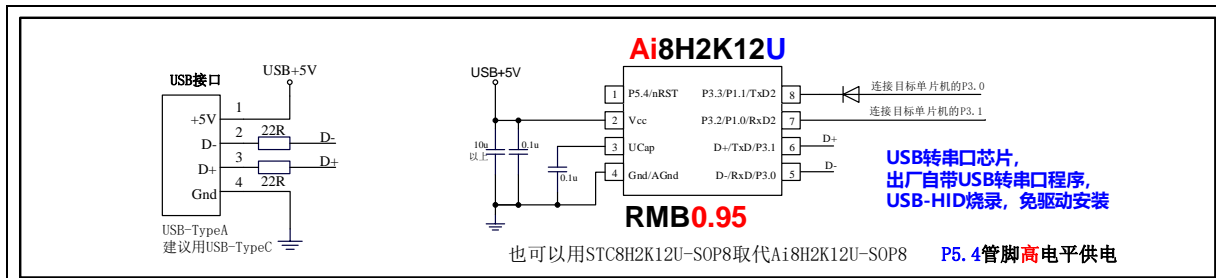 USB接口
USB+5V
1
+5V
2
22R
D-
D-
3
D+
D+
4
22R
Gnd
USB-TypeA
建议用USB-TypeC
Ai8H2K12U
USB+5V
1 P5.4/nRST P3.3/P1.1/TxD2 8 连接目标单片机的P3.0
2 Vcc P3.2/P1.0/RxD2 7 连接目标单片机的P3.1
3 UCap D+/TxD/P3.1 6 D+
4 Gnd/AGnd D-/RxD/P3.0 5 D-
10u
以上
0.1u
0.1u
RMB0.95
USB转串口芯片,
出厂自带USB转串口程序,
USB-HID烧录,免驱动安装
也可以用STC8H2K12U-SOP8取代Ai8H2K12U-SOP8
P5.4管脚高电平供电